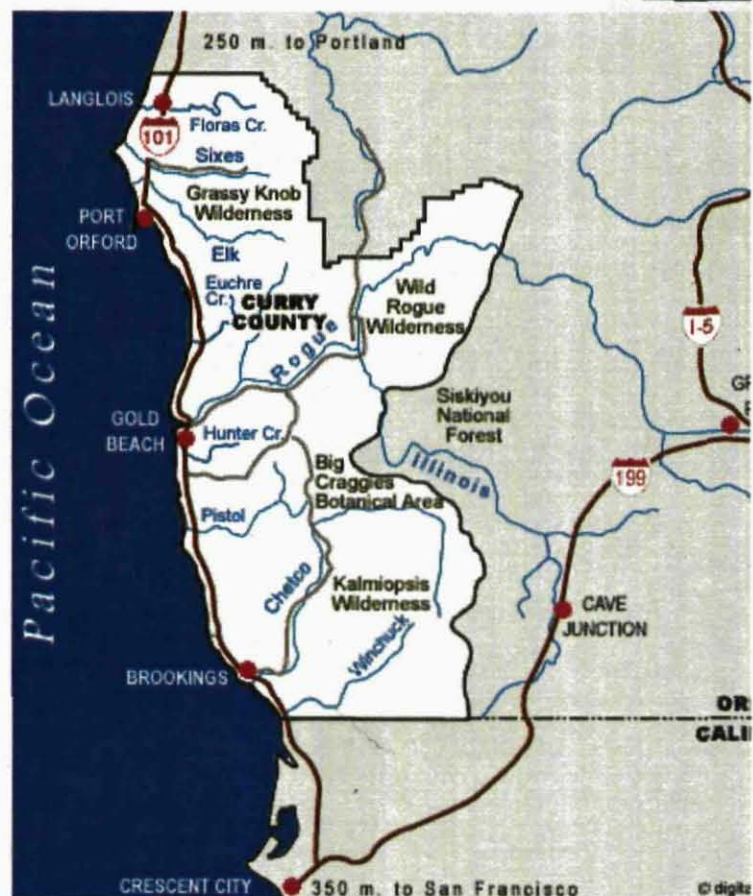 250 m. to Portland
LANGLOIS
101
Floras Cr.
Sixes
Grassy Knob
Wilderness
PORT
ORFORD
Elk
Euchre
Cr.
CURRY
COUNTY
Wild
Rogue
Wilderness
Rogue
I-5
Siskiyou
National
Forest
GOLD
BEACH
Hunter Cr.
Big
Craggies
Botanical Area
Illinois
199
Pistol
Chetco
Kalmiopsis
Wilderness
CAVE
JUNCTION
Winchuck
BROOKINGS
Pacific Ocean
OR
CALI
CRESCENT CITY
350 m. to San Francisco
© digit